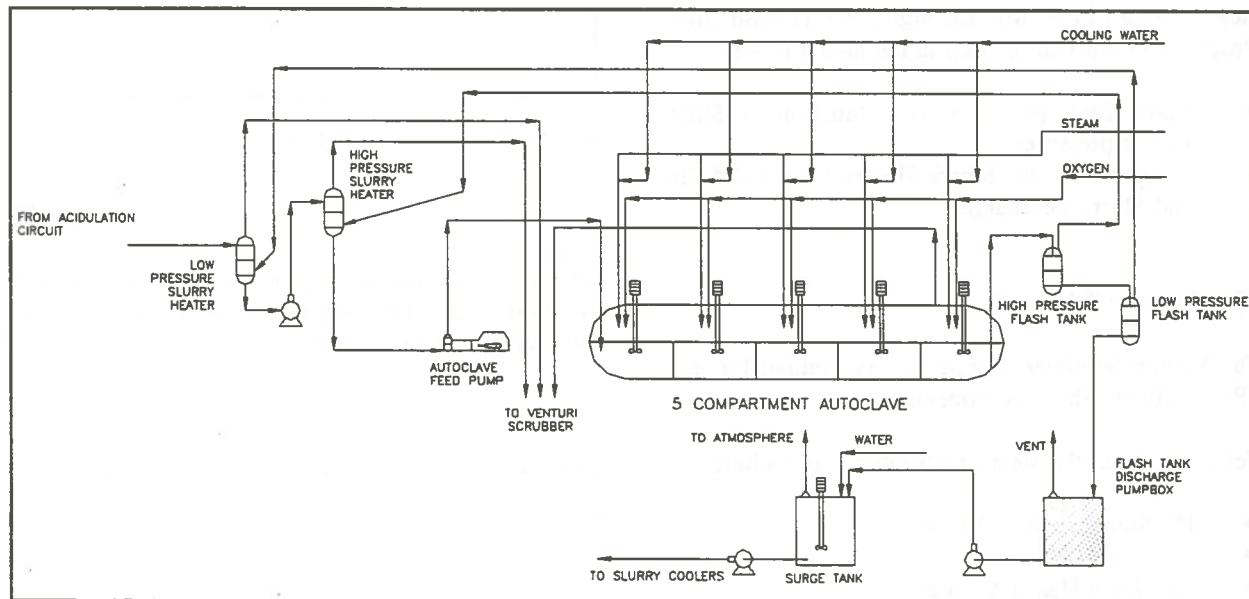 COOLING WATER
STEAM
OXYGEN
HIGH
PRESSURE
SLURRY
HEATER
FROM ACIDULATION
CIRCUIT
LOW
PRESSURE
SLURRY
HEATER
AUTOCLAVE
FEED PUMP
TO VENTURI
SCRUBBER
5 COMPARTMENT AUTOCLAVE
HIGH PRESSURE
FLASH TANK
LOW PRESSURE
FLASH TANK
TO ATMOSPHERE
WATER
VENT
FLASH TANK
DISCHARGE
PUMPBOX
TO SLURRY COOLERS
SURGE TANK